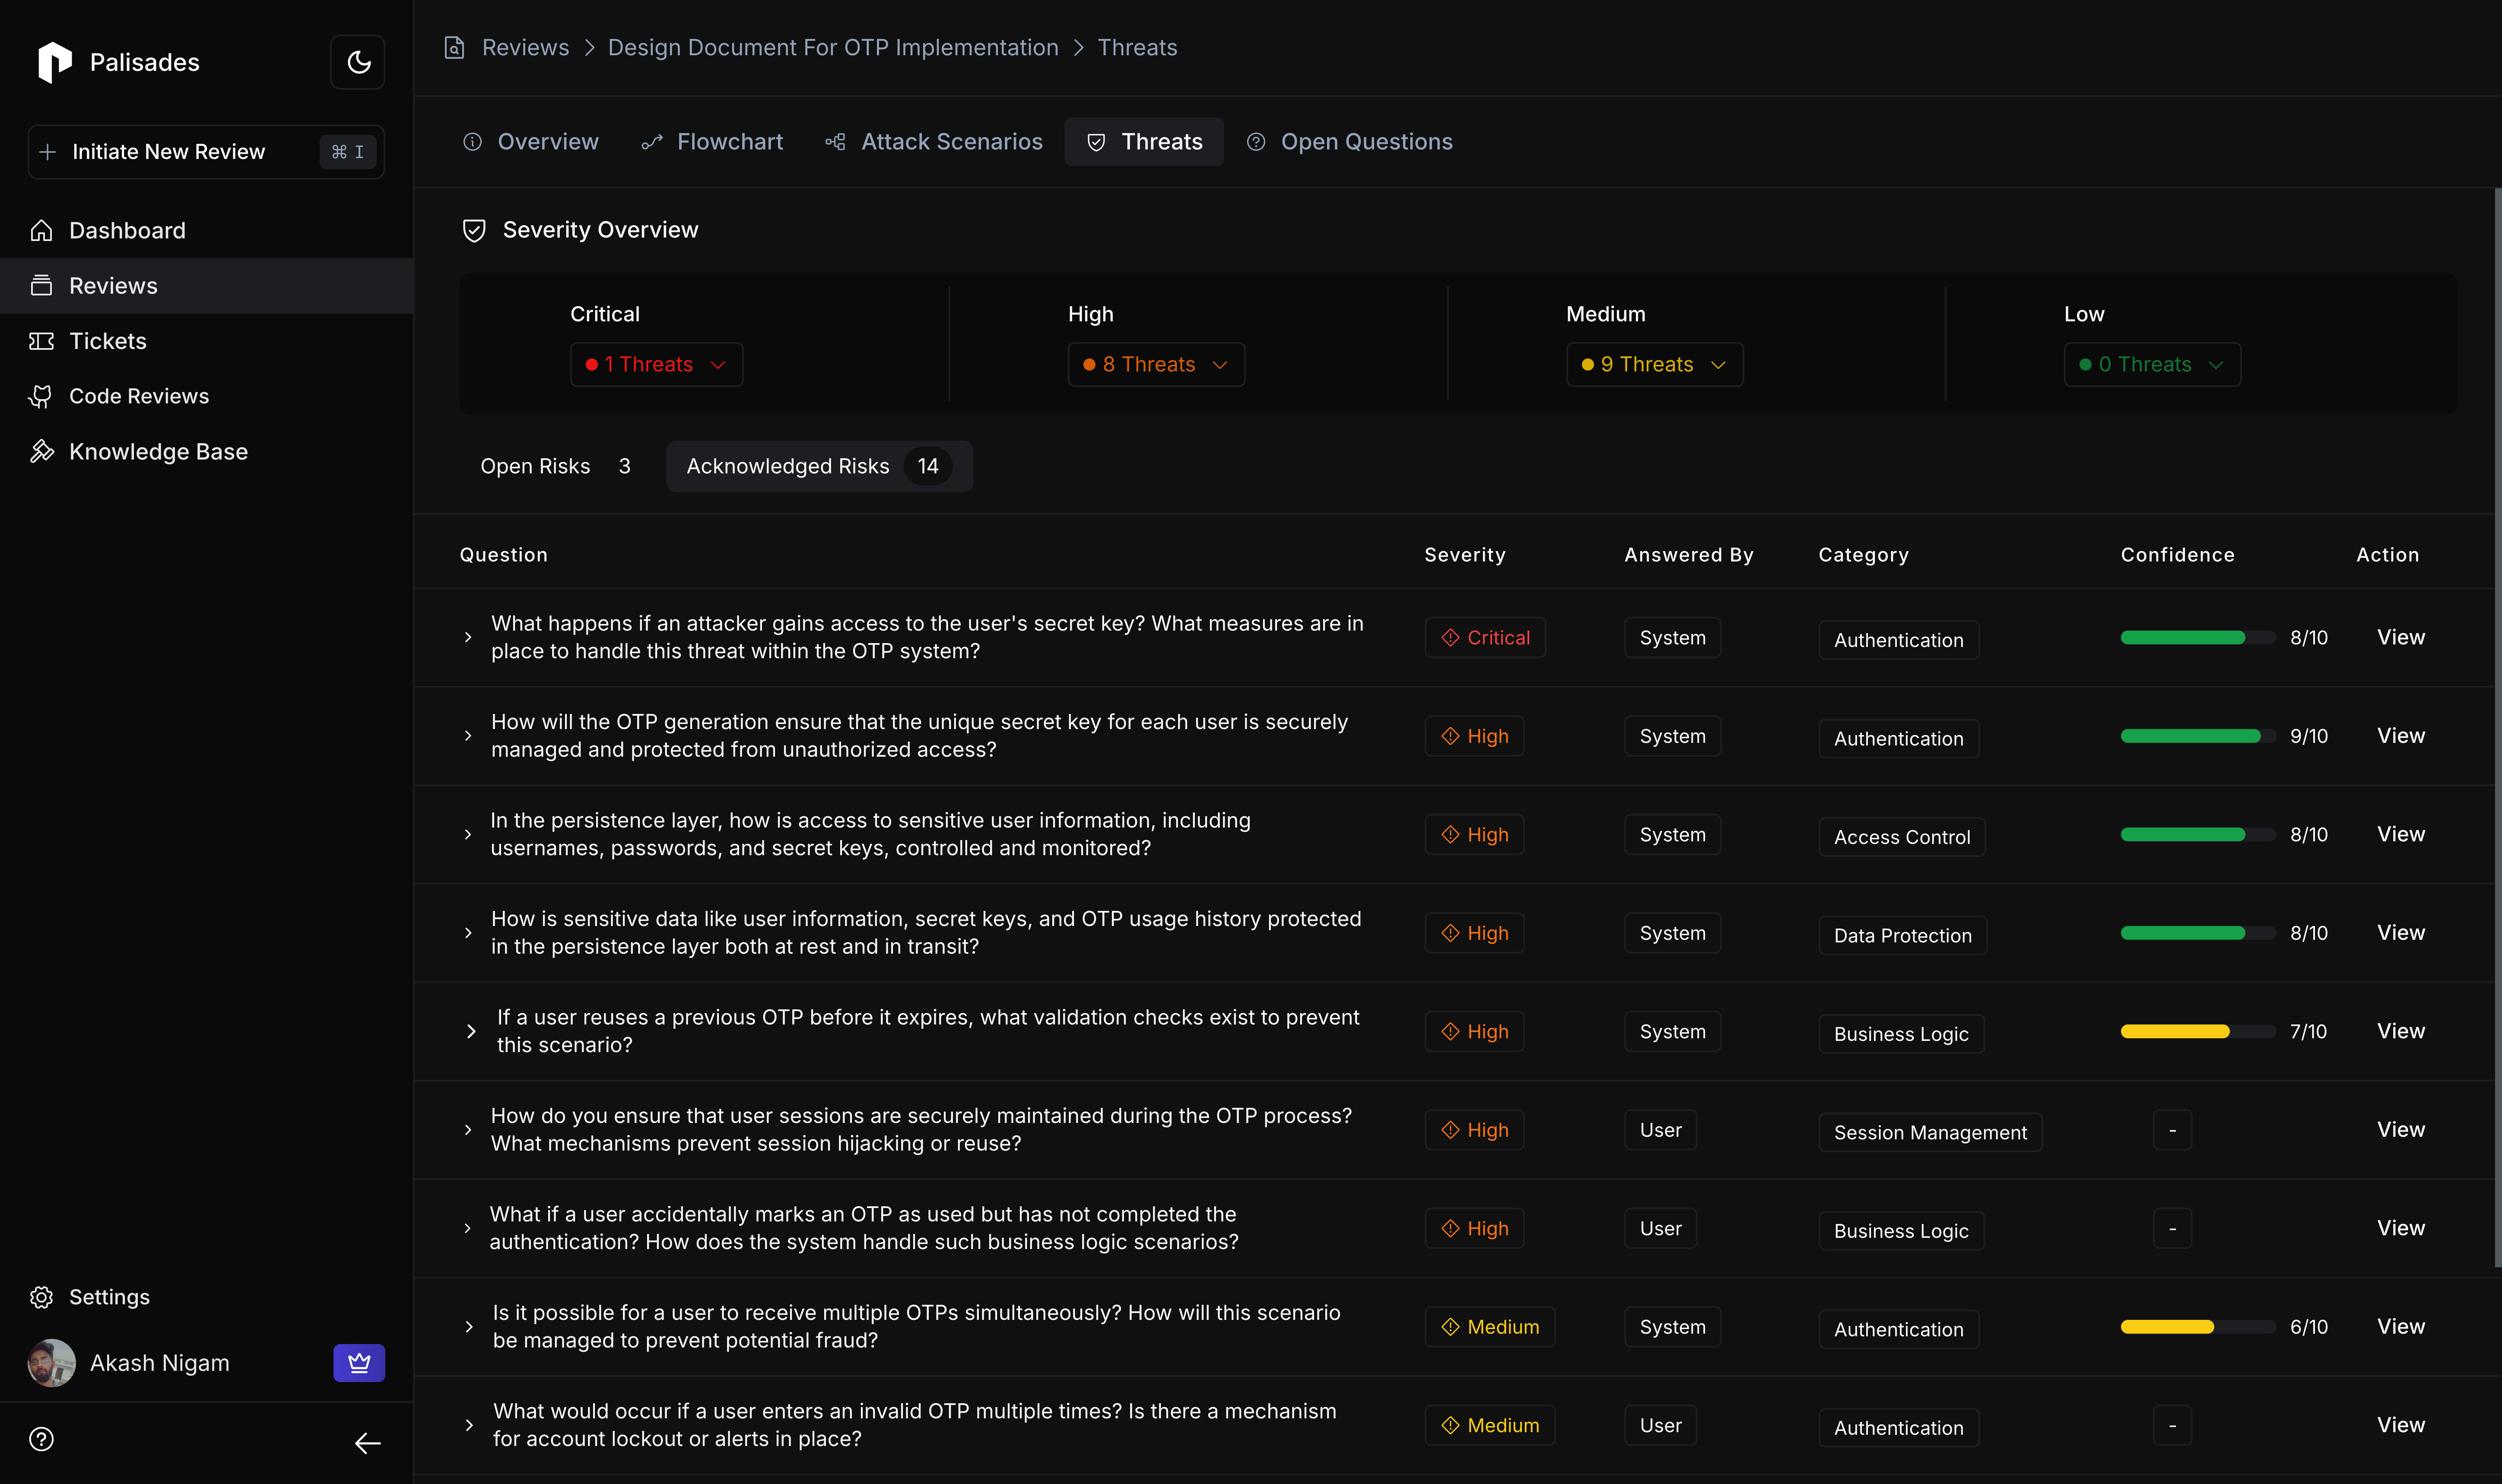 Palisades
Initiate New Review ⌘ I
Dashboard
Reviews
Tickets
Code Reviews
Knowledge Base
Settings
Akash Nigam
Reviews > Design Document For OTP Implementation > Threats
Overview Flowchart Attack Scenarios Threats Open Questions
Severity Overview
Critical High Medium Low
1 Threats 8 Threats 9 Threats 0 Threats
Open Risks 3 Acknowledged Risks 14
Question Severity Answered By Category Confidence Action
What happens if an attacker gains access to the user's secret key? What measures are in
place to handle this threat within the OTP system?
Critical System Authentication 8/10 View
How will the OTP generation ensure that the unique secret key for each user is securely
managed and protected from unauthorized access?
High System Authentication 9/10 View
In the persistence layer, how is access to sensitive user information, including
usernames, passwords, and secret keys, controlled and monitored?
High System Access Control 8/10 View
How is sensitive data like user information, secret keys, and OTP usage history protected
in the persistence layer both at rest and in transit?
High System Data Protection 8/10 View
If a user reuses a previous OTP before it expires, what validation checks exist to prevent
this scenario?
High System Business Logic 7/10 View
How do you ensure that user sessions are securely maintained during the OTP process?
What mechanisms prevent session hijacking or reuse?
High User Session Management - View
What if a user accidentally marks an OTP as used but has not completed the
authentication? How does the system handle such business logic scenarios?
High User Business Logic - View
Is it possible for a user to receive multiple OTPs simultaneously? How will this scenario
be managed to prevent potential fraud?
Medium System Authentication 6/10 View
What would occur if a user enters an invalid OTP multiple times? Is there a mechanism
for account lockout or alerts in place?
Medium User Authentication - View